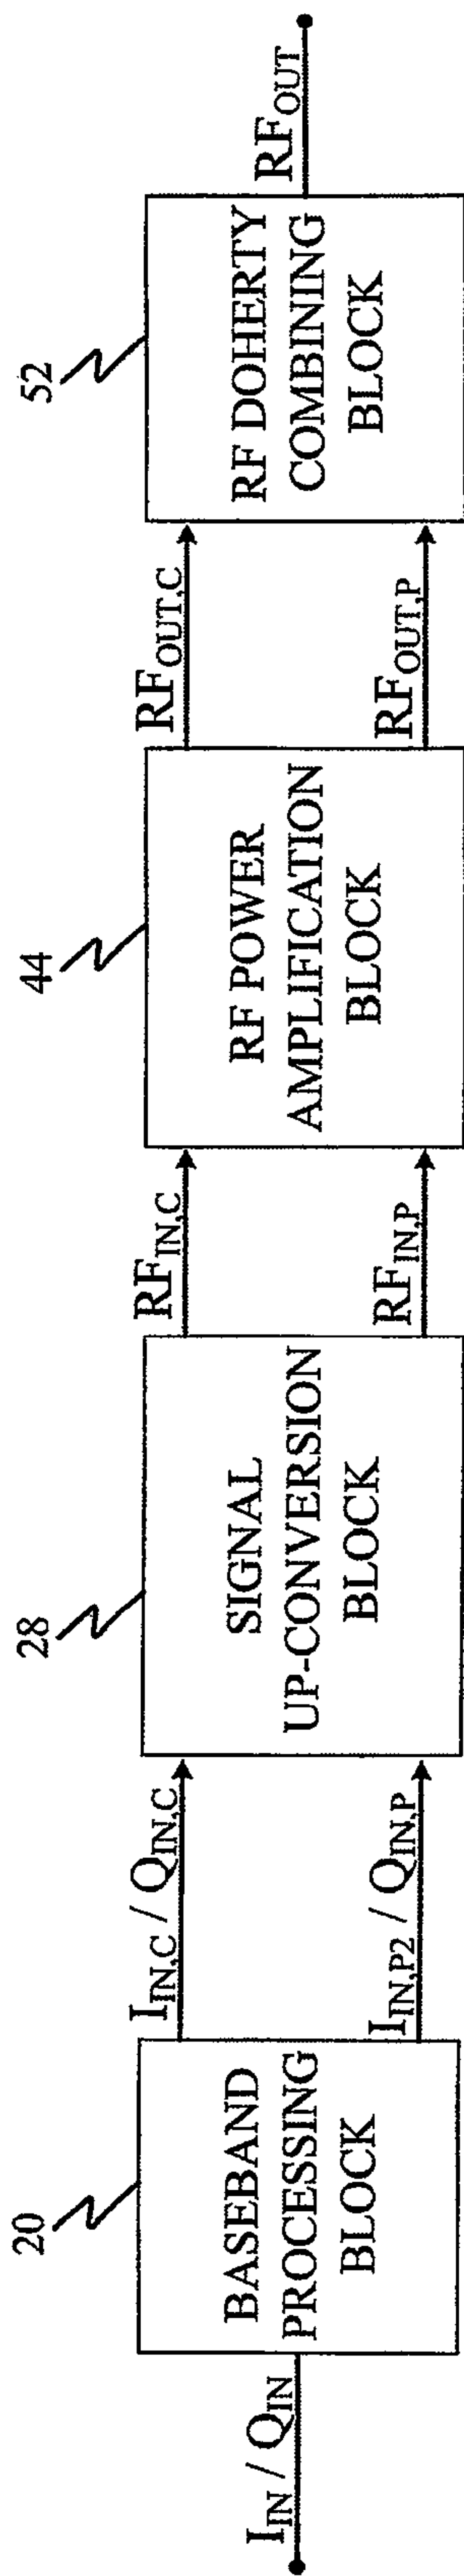 I_IN / Q_IN
20
BASEBAND
PROCESSING
BLOCK
I_IN,C / Q_IN,C
I_IN,P2 / Q_IN,P
28
SIGNAL
UP-CONVERSION
BLOCK
RF_IN,C
RF_IN,P
44
RF POWER
AMPLIFICATION
BLOCK
RF_OUT,C
RF_OUT,P
52
RF DOHERTY
COMBINING
BLOCK
RF_OUT